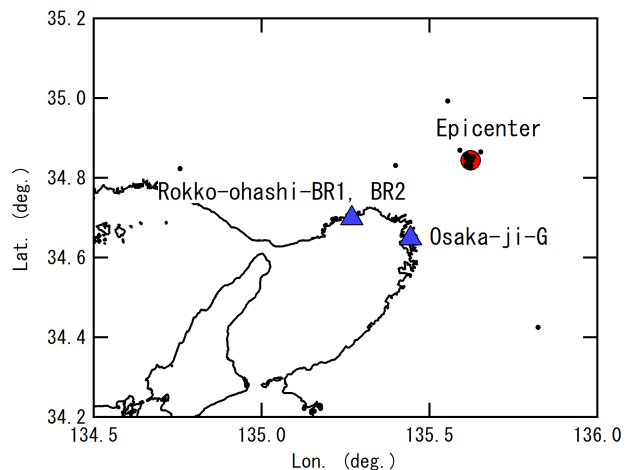 35.2
35.0
Epicenter
34.8
Rokko-ohashi-BR1, BR2
Osaka-ji-G
34.6
34.4
34.2
Lat. (deg.)
134.5 135.0 135.5 136.0
Lon. (deg.)